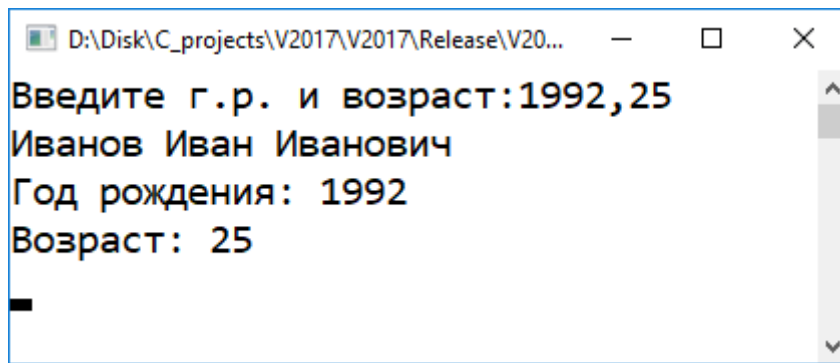 D:\Disk\C_projects\V2017\V2017\Release\V20...
Введите г.р. и возраст:1992,25
Иванов Иван Иванович
Год рождения: 1992
Возраст: 25